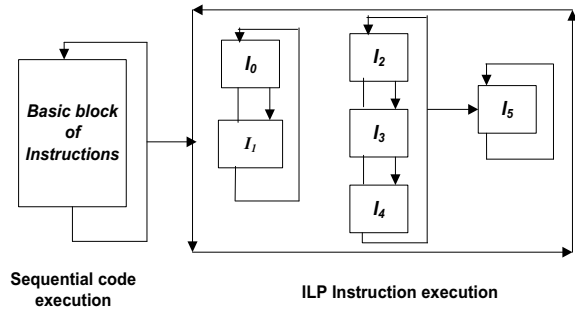 Basic block
of
Instructions
I0
I1
I2
I3
I4
I5
Sequential code
execution
ILP Instruction execution